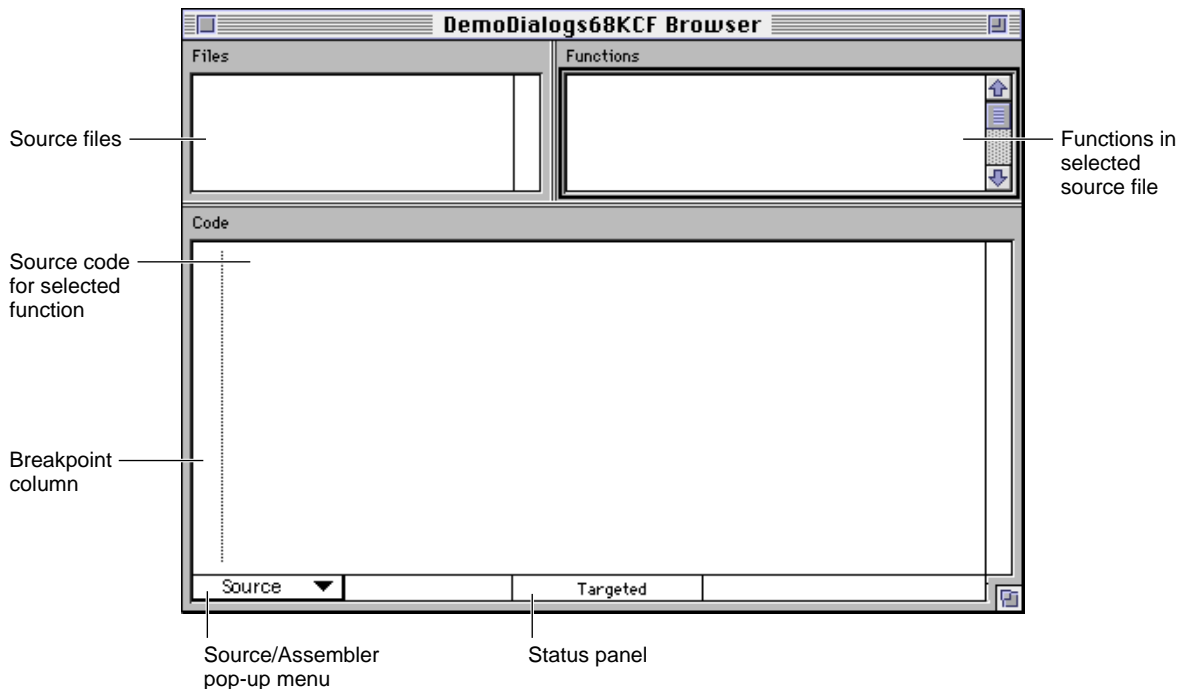 DemoDialogs68KCF Browser
Files
Functions
Source files
Functions in
selected
source file
Code
Source code
for selected
function
Breakpoint
column
Source
Targeted
Source/Assembler
pop-up menu
Status panel